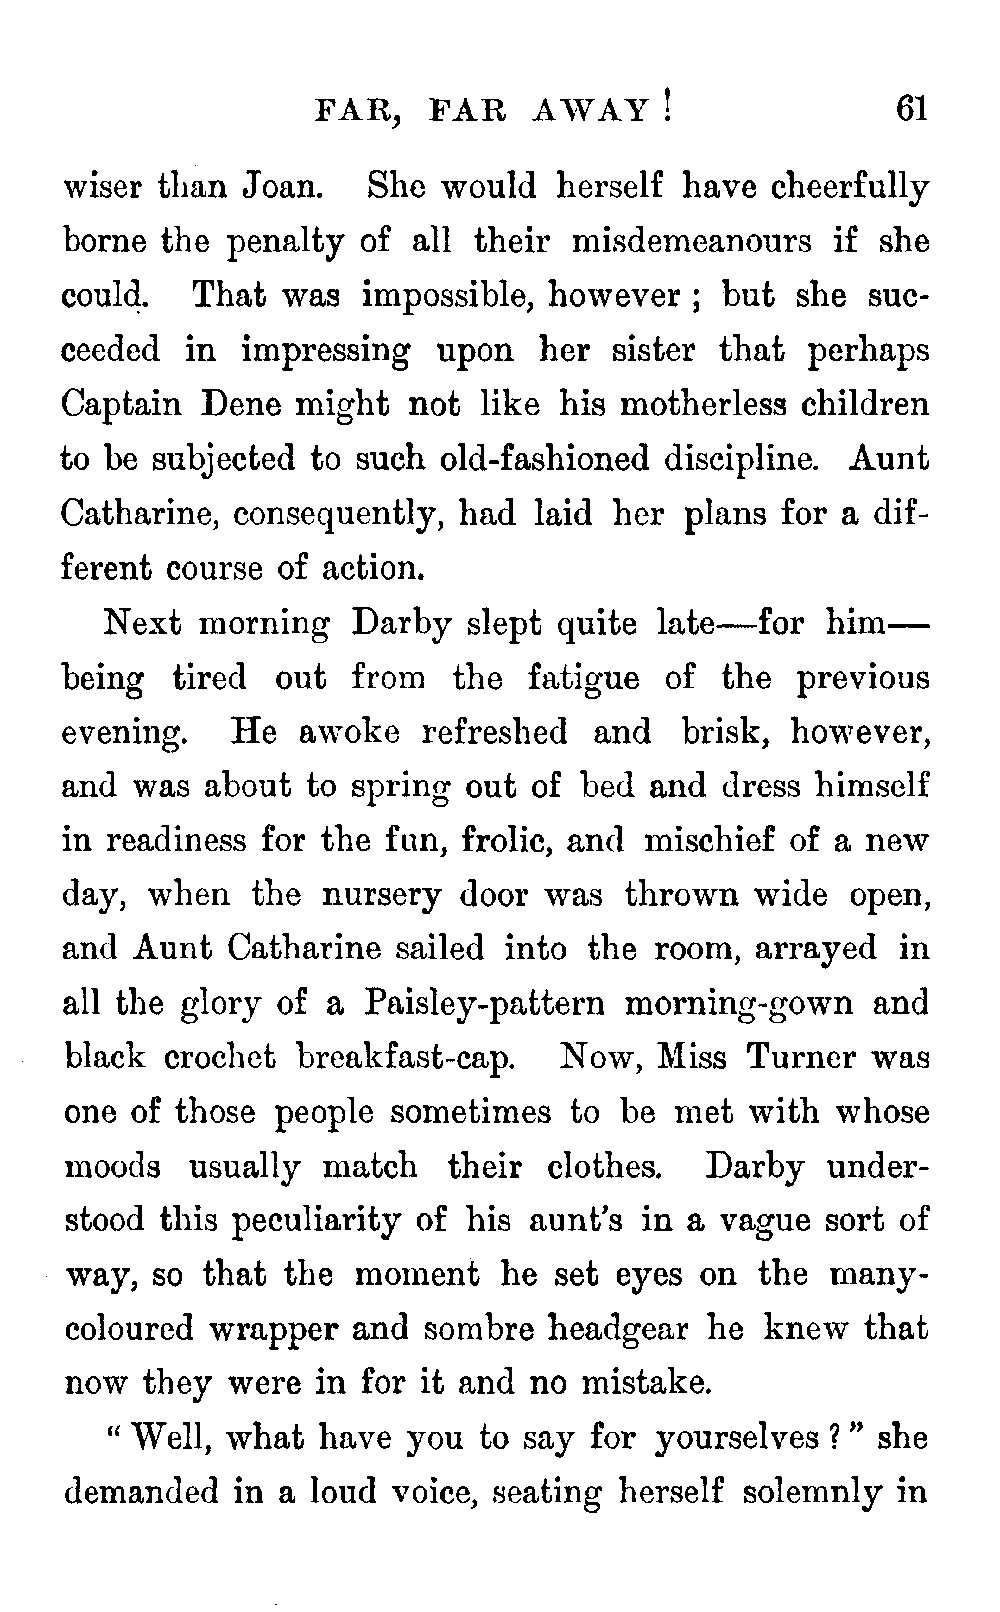 FAR, FAR AWAY ! 61
wiser than Joan. She would herself have cheerfully
borne the penalty of all their misdemeanours if she
could. That was impossible, however ; but she suc-
ceeded in impressing upon her sister that perhaps
Captain Dene might not like his motherless children
to be subjected to such old-fashioned discipline. Aunt
Catharine, consequently, had laid her plans for a dif-
ferent course of action.
Next morning Darby slept quite late—for him—
being tired out from the fatigue of the previous
evening. He awoke refreshed and brisk, however,
and was about to spring out of bed and dress himself
in readiness for the fun, frolic, and mischief of a new
day, when the nursery door was thrown wide open,
and Aunt Catharine sailed into the room, arrayed in
all the glory of a Paisley-pattern morning-gown and
black crochet breakfast-cap. Now, Miss Turner was
one of those people sometimes to be met with whose
moods usually match their clothes. Darby under-
stood this peculiarity of his aunt's in a vague sort of
way, so that the moment he set eyes on the many-
coloured wrapper and sombre headgear he knew that
now they were in for it and no mistake.
" Well, what have you to say for yourselves ? " she
demanded in a loud voice, seating herself solemnly in